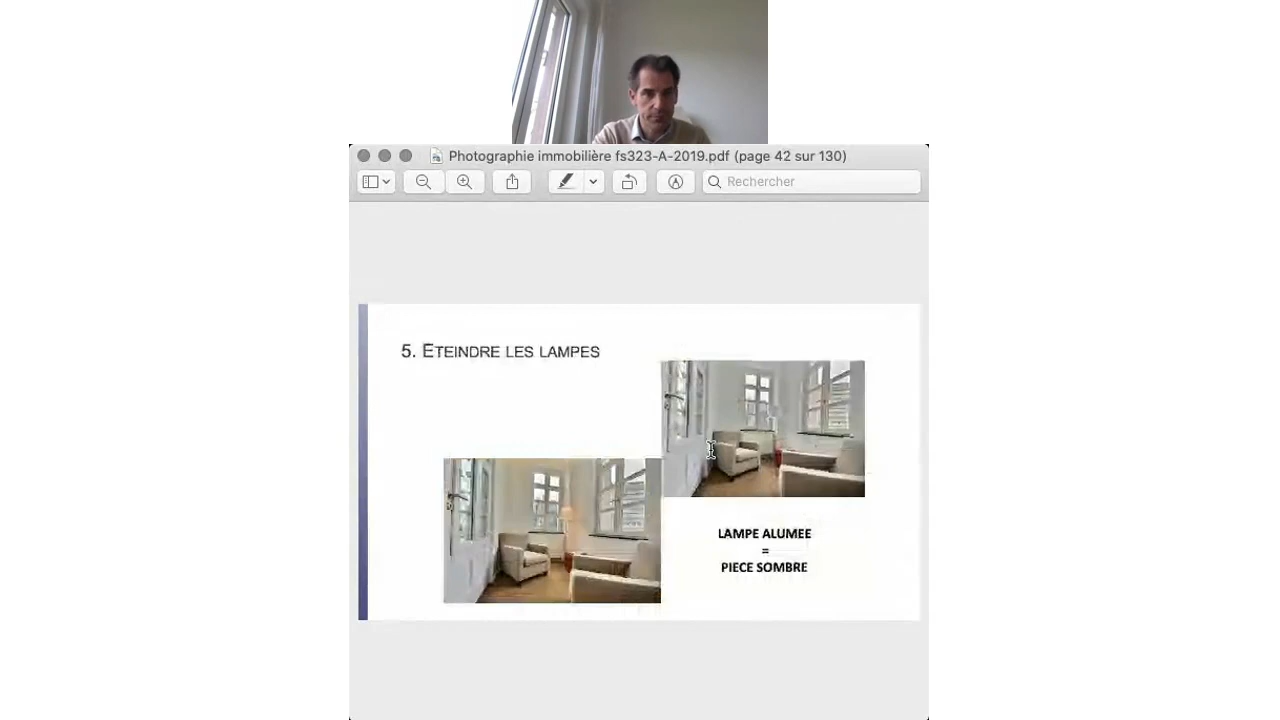 Photographie immobilière fs323-A-2019.pdf (page 42 sur 130)
Rechercher
5. ETEINDRE LES LAMPES
LAMPE ALUMEE
=
PIECE SOMBRE